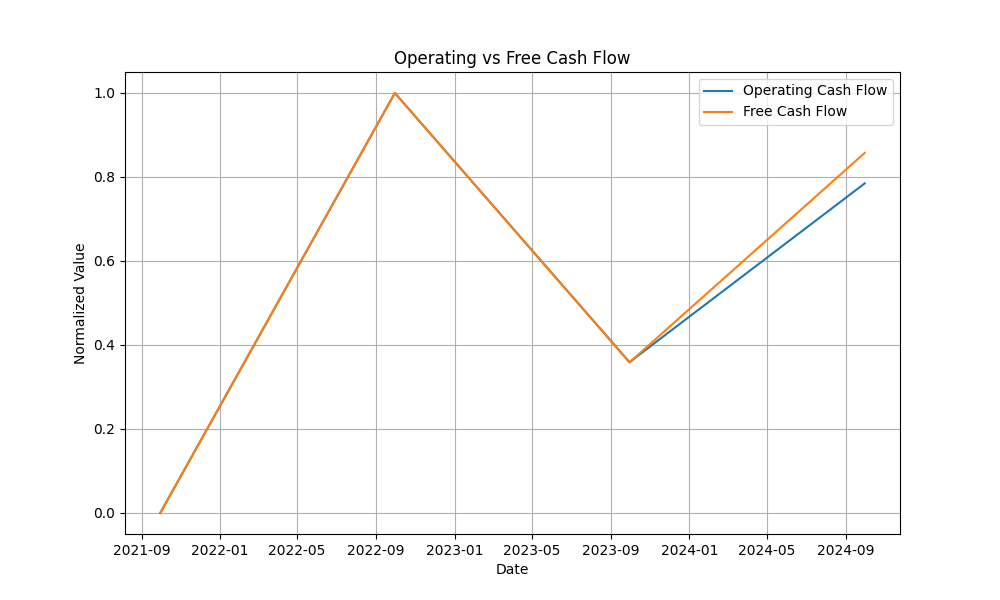 Operating vs Free Cash Flow
Operating Cash Flow
Free Cash Flow
1.0
0.8
0.6
0.4
0.2
0.0
Normalized Value
2021-09 2022-01 2022-05 2022-09 2023-01 2023-05 2023-09 2024-01 2024-05 2024-09
Date